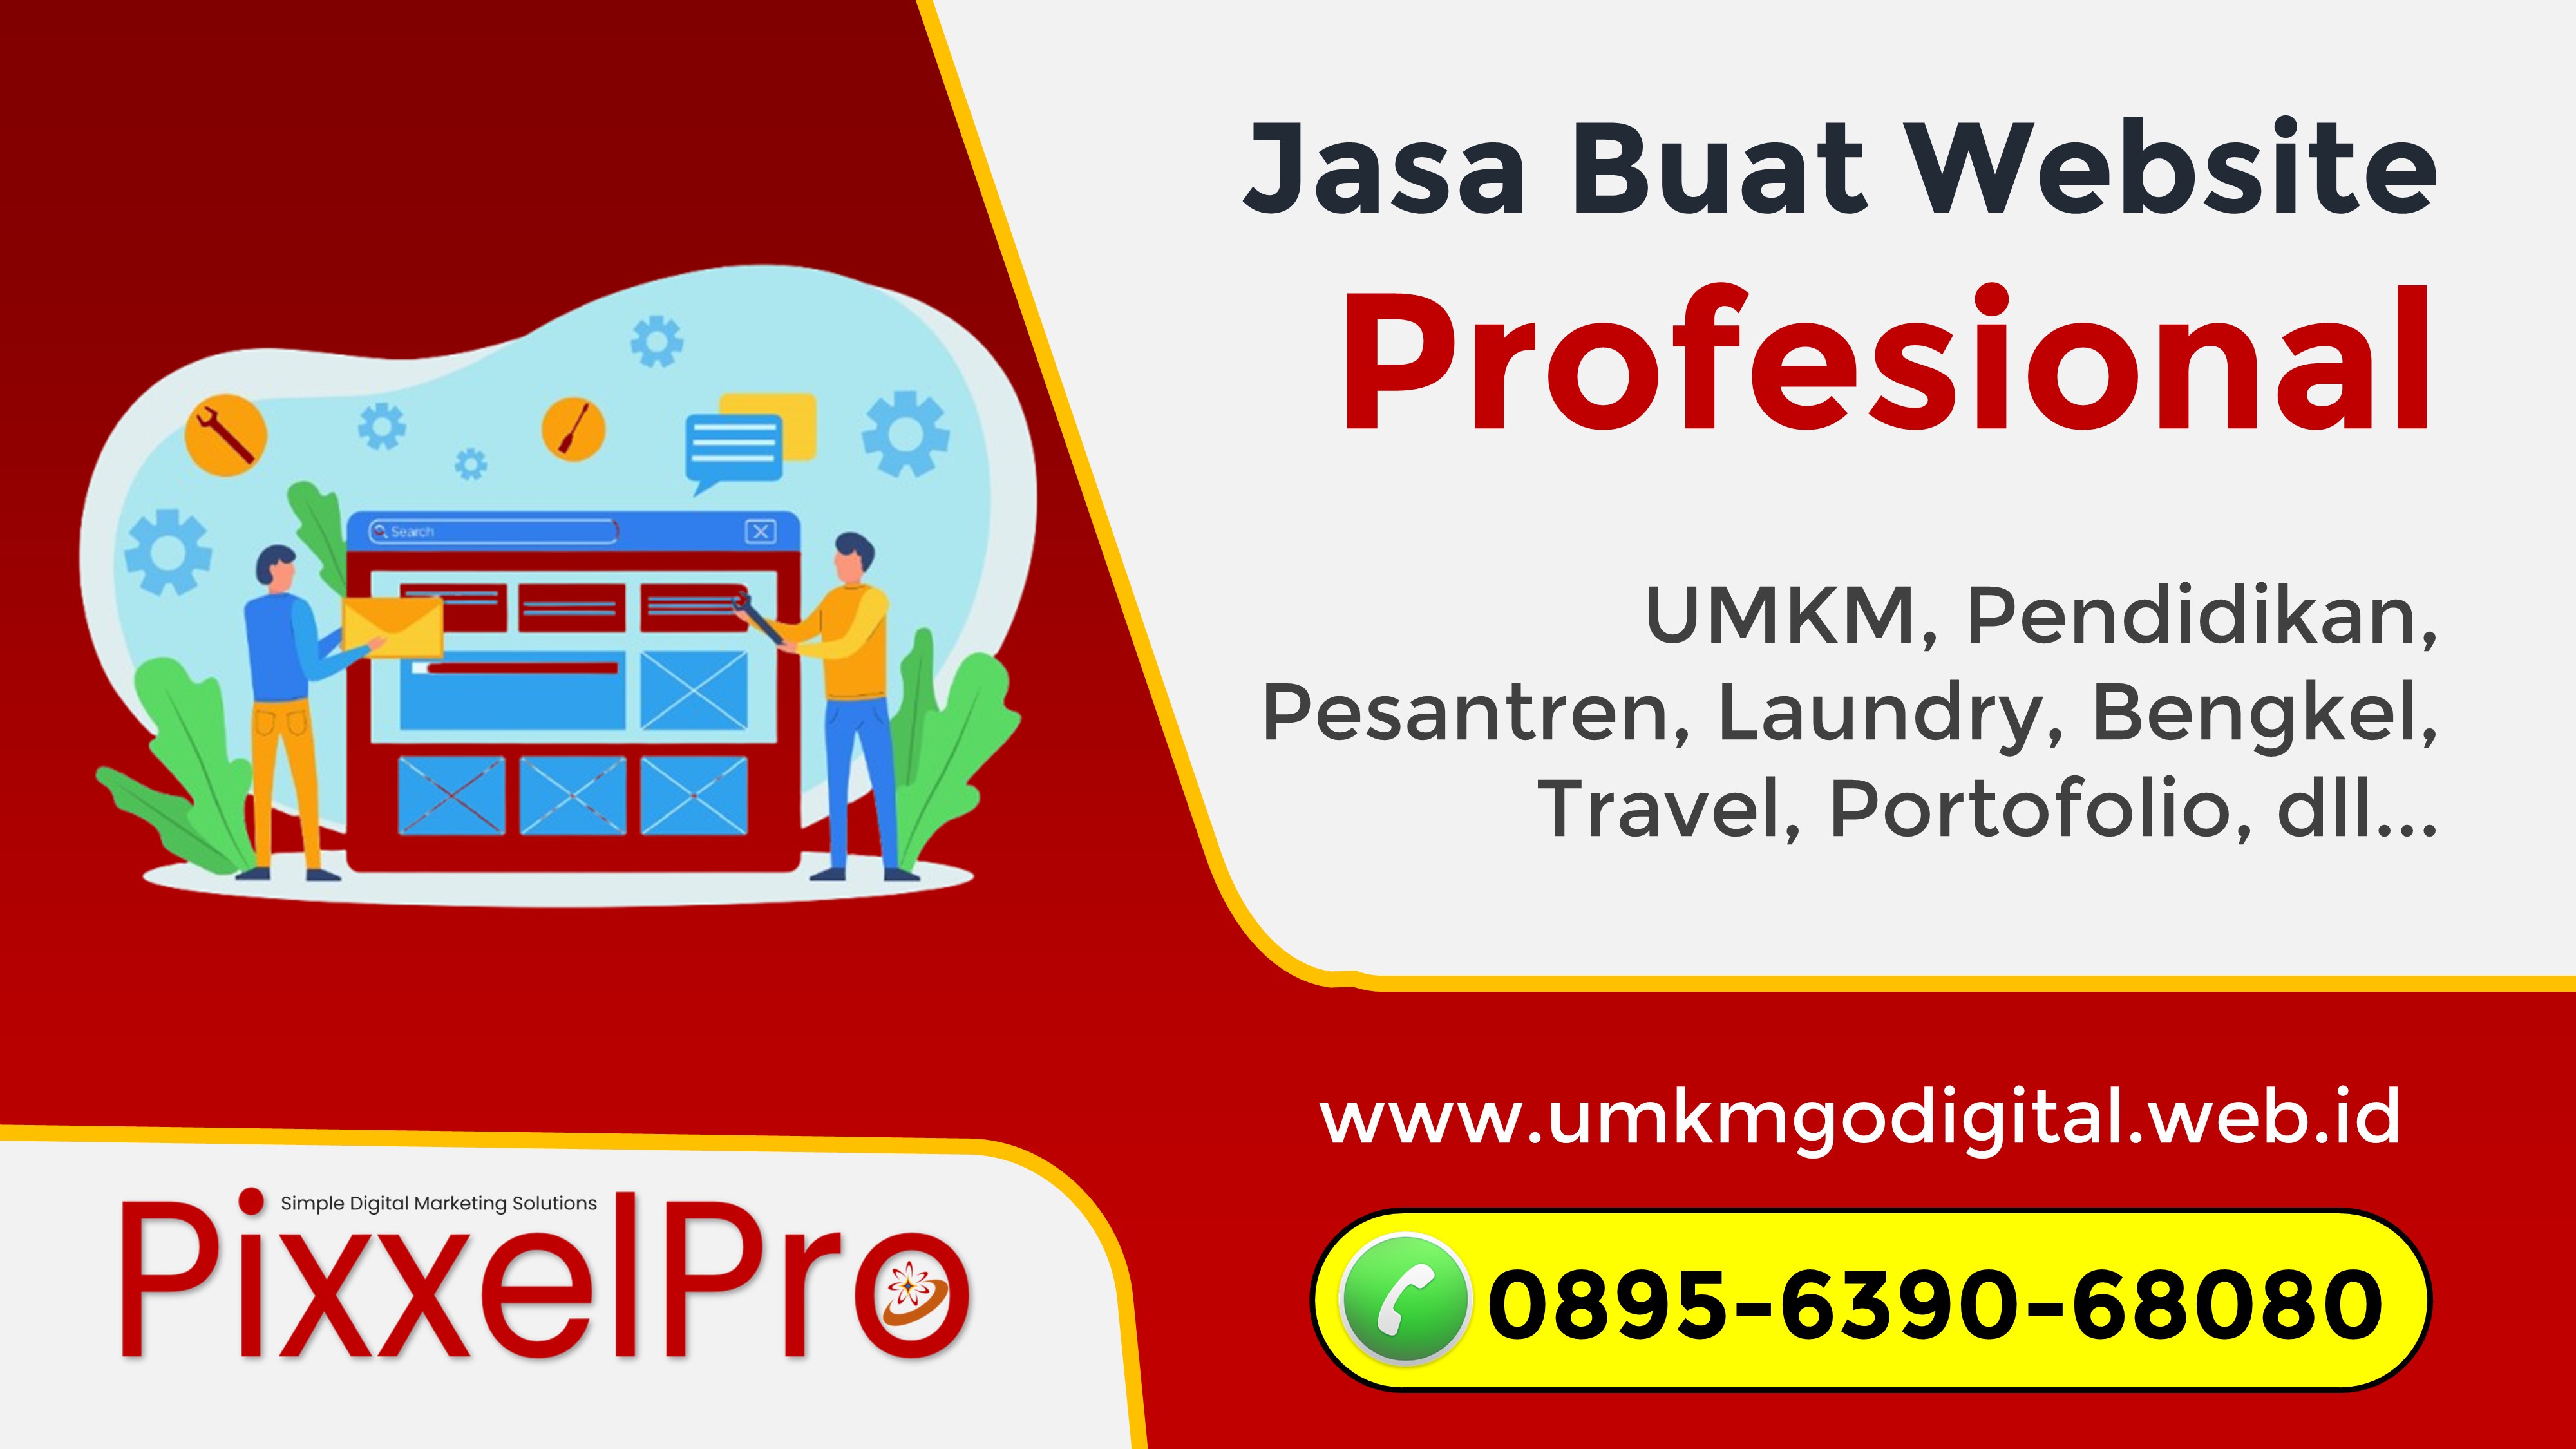 Jasa Buat Website
Profesional
Search
UMKM, Pendidikan,
Pesantren, Laundry, Bengkel,
Travel, Portofolio, dll...
www.umkmgodigital.web.id
Simple Digital Marketing Solutions
PixxelPro
0895-6390-68080